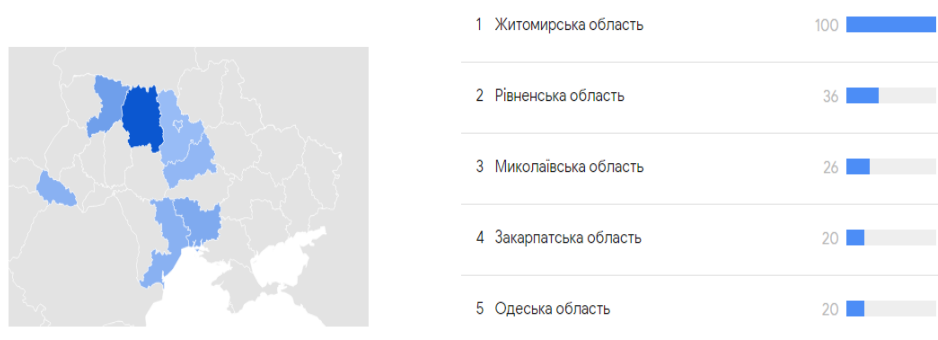 1 Житомирська область 100
2 Рівненська область 36
3 Миколаївська область 26
4 Закарпатська область 20
5 Одеська область 20